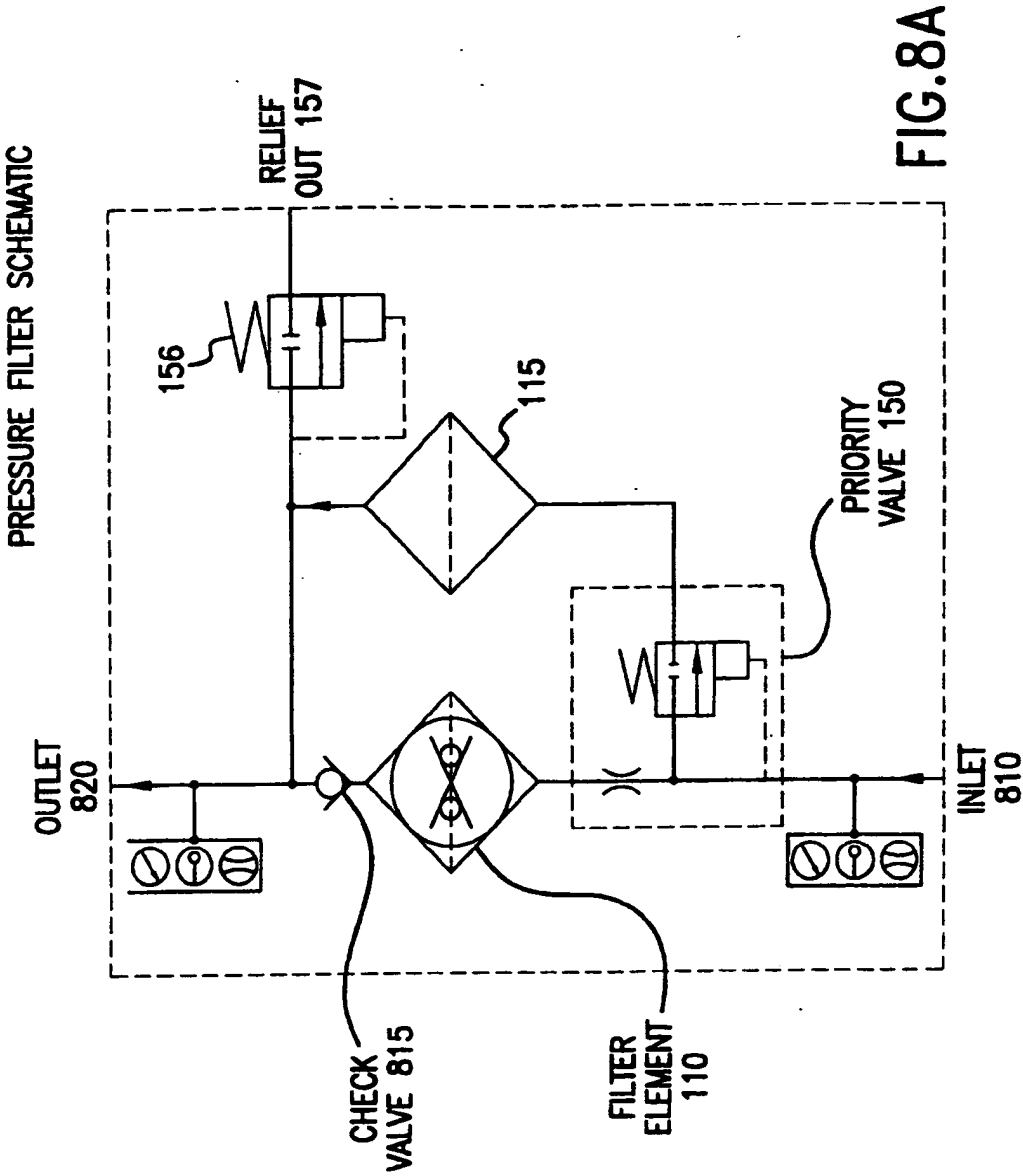 PRESSURE FILTER SCHEMATIC
OUTLET
820
RELIEF
OUT 157
156
115
CHECK
VALVE 815
FILTER
ELEMENT
110
PRIORITY
VALVE 150
INLET
810
FIG.8A